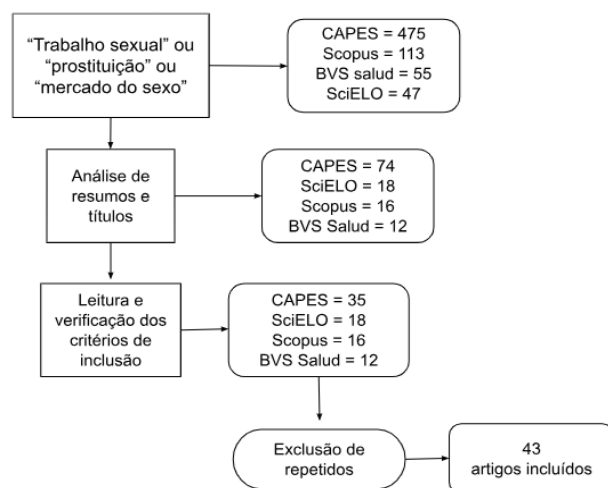 “Trabalho sexual” ou
“prostituição” ou
“mercado do sexo”
CAPES = 475
Scopus = 113
BVS salud = 55
SciELO = 47
Análise de
resumos e
títulos
CAPES = 74
SciELO = 18
Scopus = 16
BVS Salud = 12
Leitura e
verificação dos
critérios de
inclusão
CAPES = 35
SciELO = 18
Scopus = 16
BVS Salud = 12
Exclusão de
repetidos
43
artigos incluídos